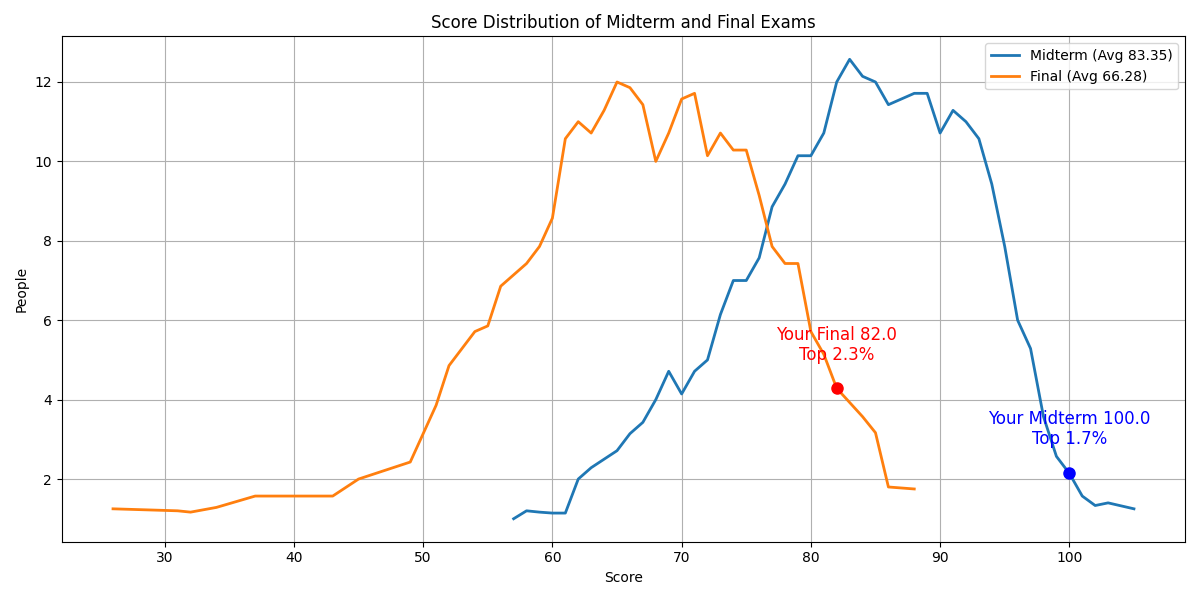 Score Distribution of Midterm and Final Exams
Midterm (Avg 83.35)
Final (Avg 66.28)
People
12
10
8
6
4
2
Your Final 82.0
Top 2.3%
Your Midterm 100.0
Top 1.7%
30
40
50
60
70
80
90
100
Score